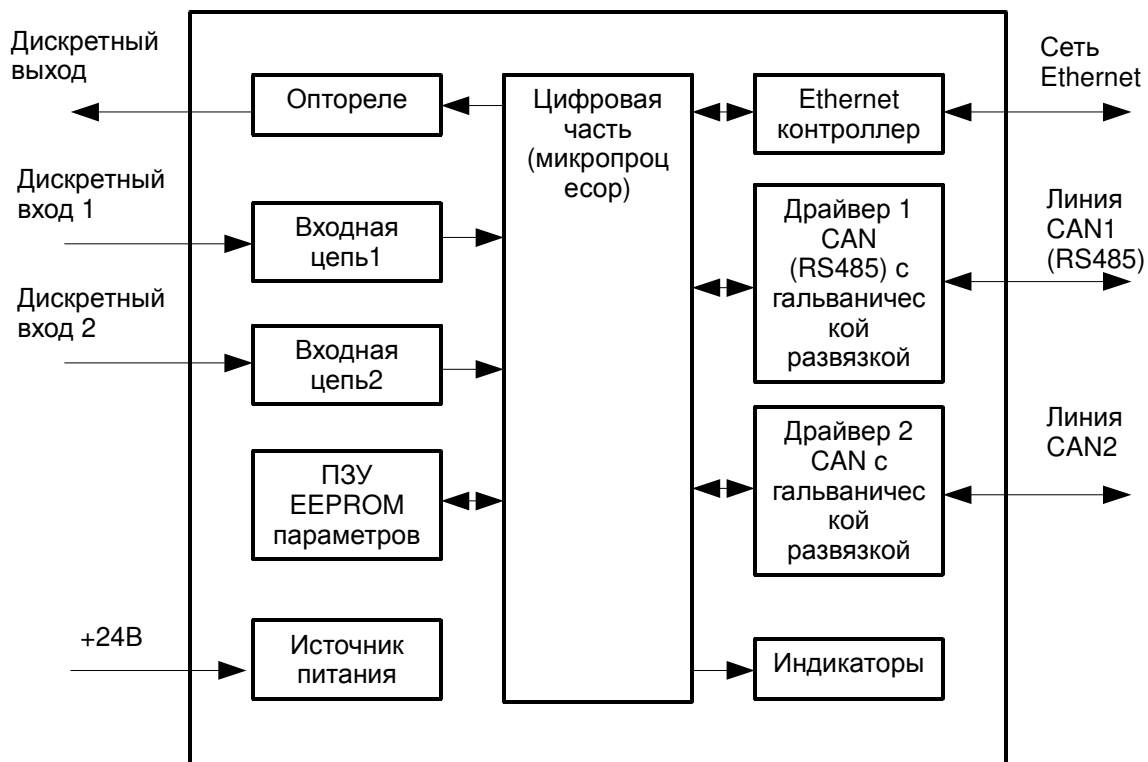 Дискретный
выход
Дискретный
вход 1
Дискретный
вход 2
+24В
Оптореле
Входная
цепь1
Входная
цепь2
ПЗУ
EEPROM
параметров
Источник
питания
Цифровая
часть
(микропроц
есор)
Ethernet
контроллер
Драйвер 1
CAN
(RS485) с
гальваничес
кой
развязкой
Драйвер 2
CAN с
гальваничес
кой
развязкой
Индикаторы
Сеть
Ethernet
Линия
CAN1
(RS485)
Линия
CAN2